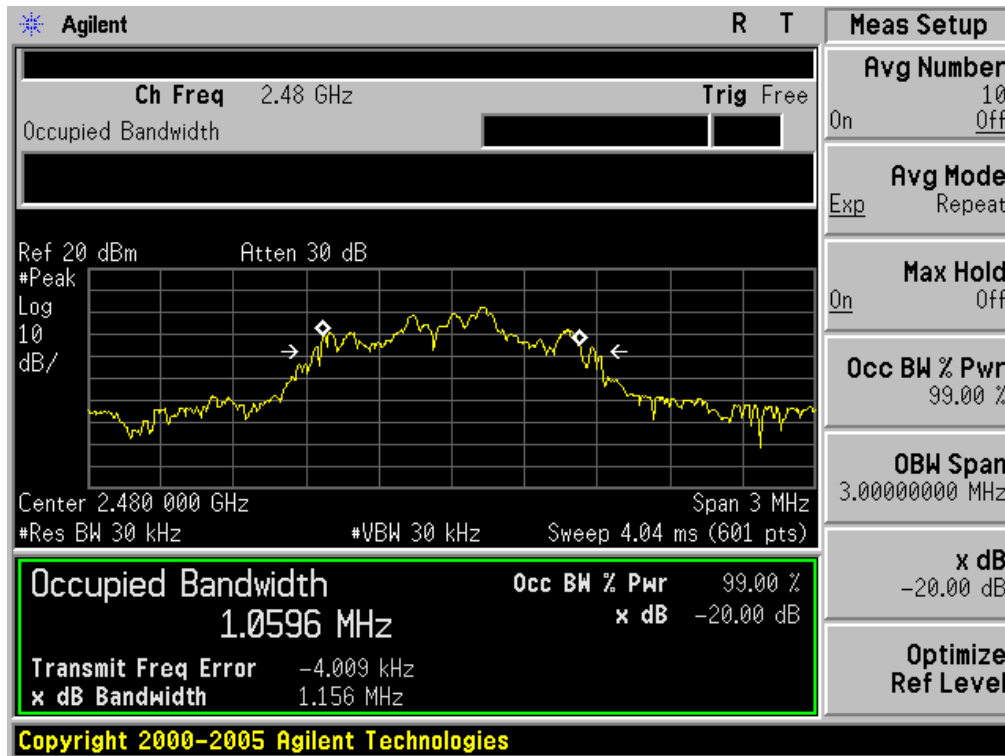 Agilent R T
Ch Freq 2.48 GHz Trig Free
Occupied Bandwidth
Ref 20 dBm Atten 30 dB
#Peak
Log
10
dB/
Center 2.480 000 GHz Span 3 MHz
#Res BW 30 kHz #VBW 30 kHz Sweep 4.04 ms (601 pts)
Occupied Bandwidth Occ BW % Pwr 99.00 %
1.0596 MHz x dB -20.00 dB
Transmit Freq Error -4.009 kHz
x dB Bandwidth 1.156 MHz
Copyright 2000-2005 Agilent Technologies
Meas Setup
Avg Number
10
On Off
Avg Mode
Exp Repeat
Max Hold
On Off
Occ BW % Pwr
99.00 %
OBW Span
3.00000000 MHz
x dB
-20.00 dB
Optimize
Ref Level